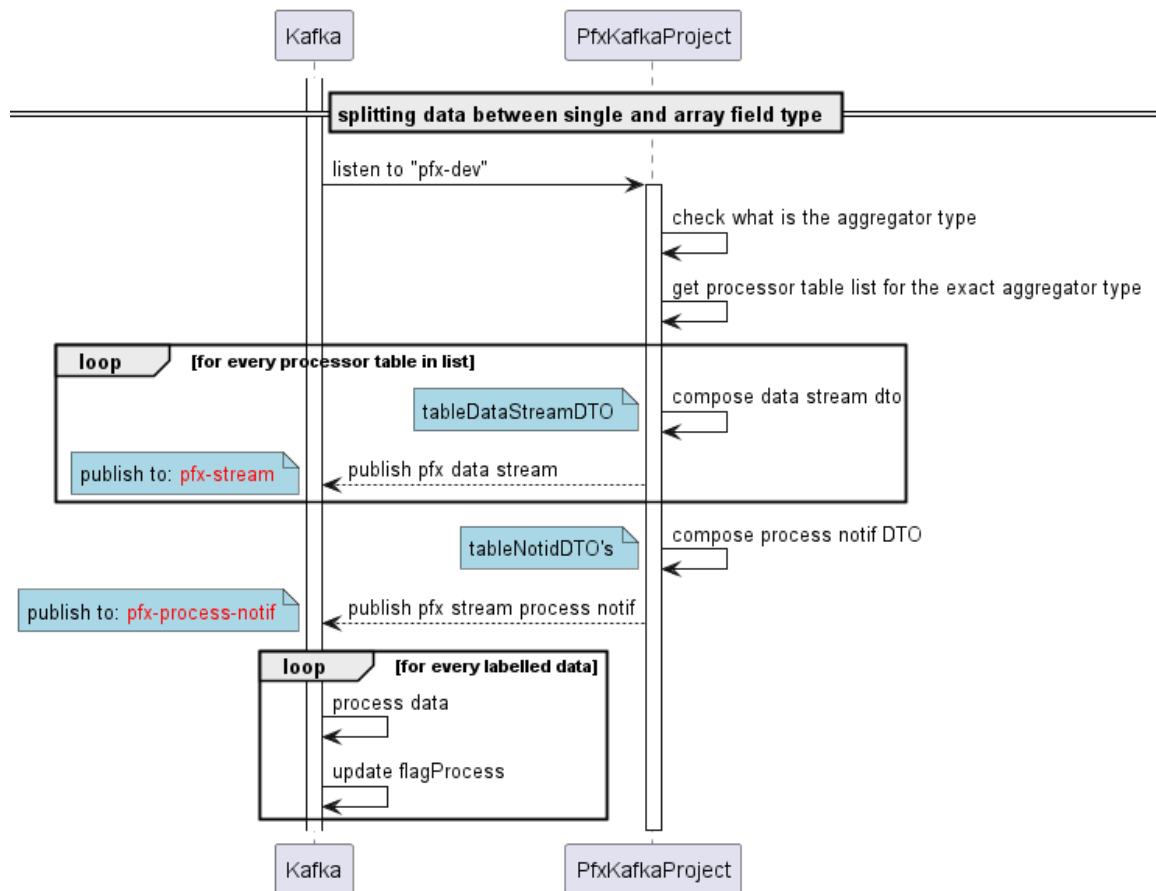 Kafka
PfxKafkaProject
splitting data between single and array field type
listen to "pfx-dev"
check what is the aggregator type
get processor table list for the exact aggregator type
loop
[for every processor table in list]
tableDataStreamDTO
compose data stream dto
publish to: pfx-stream
publish pfx data stream
tableNotidDTO's
compose process notif DTO
publish to: pfx-process-notif
publish pfx stream process notif
loop
[for every labelled data]
process data
update flagProcess
Kafka
PfxKafkaProject